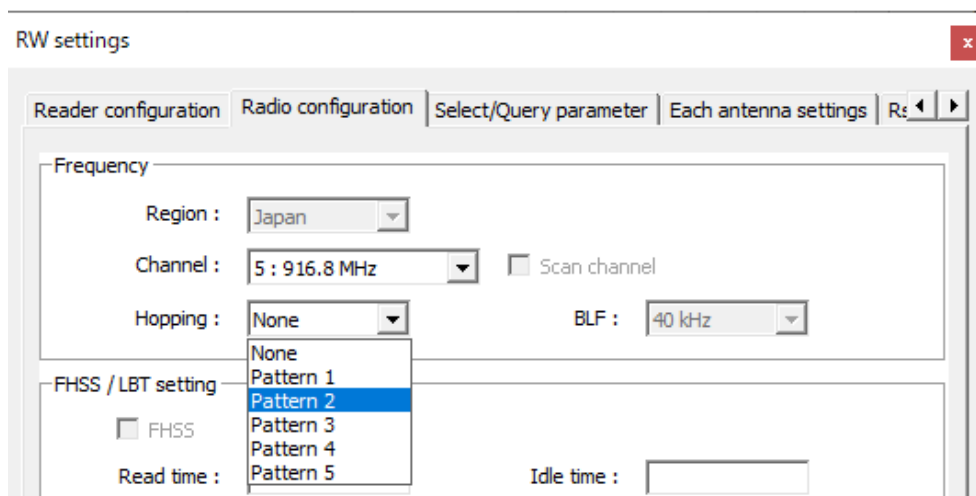 RW settings
x
Reader configuration Radio configuration Select/Query parameter Each antenna settings
Frequency
Region : Japan
Channel : 5 : 916.8 MHz Scan channel
Hopping : None BLF : 40 kHz
None
Pattern 1
FHSS / LBT setting
Pattern 2
FHSS Pattern 3
Pattern 4
Read time : Pattern 5 Idle time :